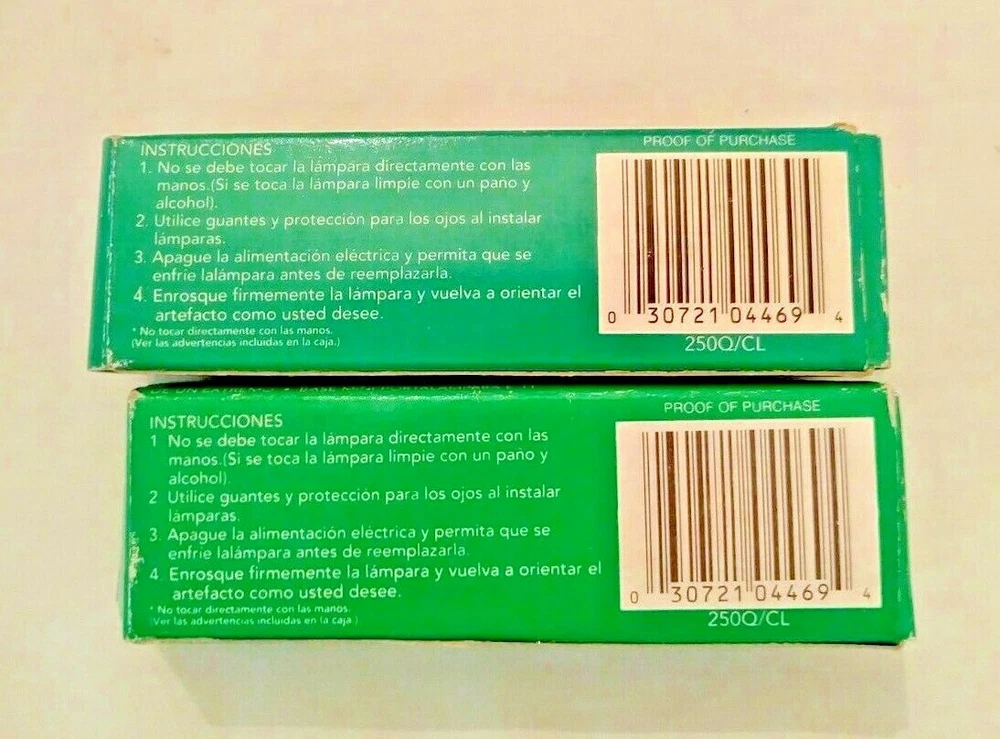 INSTRUCCIONES
1. No se debe tocar la lámpara directamente con las
manos.(Si se toca la lámpara limpie con un paño y
alcohol).
2. Utilice guantes y protección para los ojos al instalar
lámparas.
3. Apague la alimentación eléctrica y permita que se
enfríe lalámpara antes de reemplazarla.
4. Enrosque firmemente la lámpara y vuelva a orientar el
artefacto como usted desee.
* No tocar directamente con las manos.
(Ver las advertencias incluidas en la caja.)
PROOF OF PURCHASE
0 30721 04469 4
250Q/CL
INSTRUCCIONES
1 No se debe tocar la lámpara directamente con las
manos.(Si se toca la lámpara limpie con un paño y
alcohol).
2 Utilice guantes y protección para los ojos al instalar
lámparas.
3. Apague la alimentación eléctrica y permita que se
enfríe lalámpara antes de reemplazarla.
4 Enrosque firmemente la lámpara y vuelva a orientar el
artefacto como usted desee.
* No tocar directamente con las manos.
(Ver las advertencias incluidas en la caja.)
PROOF OF PURCHASE
0 30721 04469 4
250Q/CL